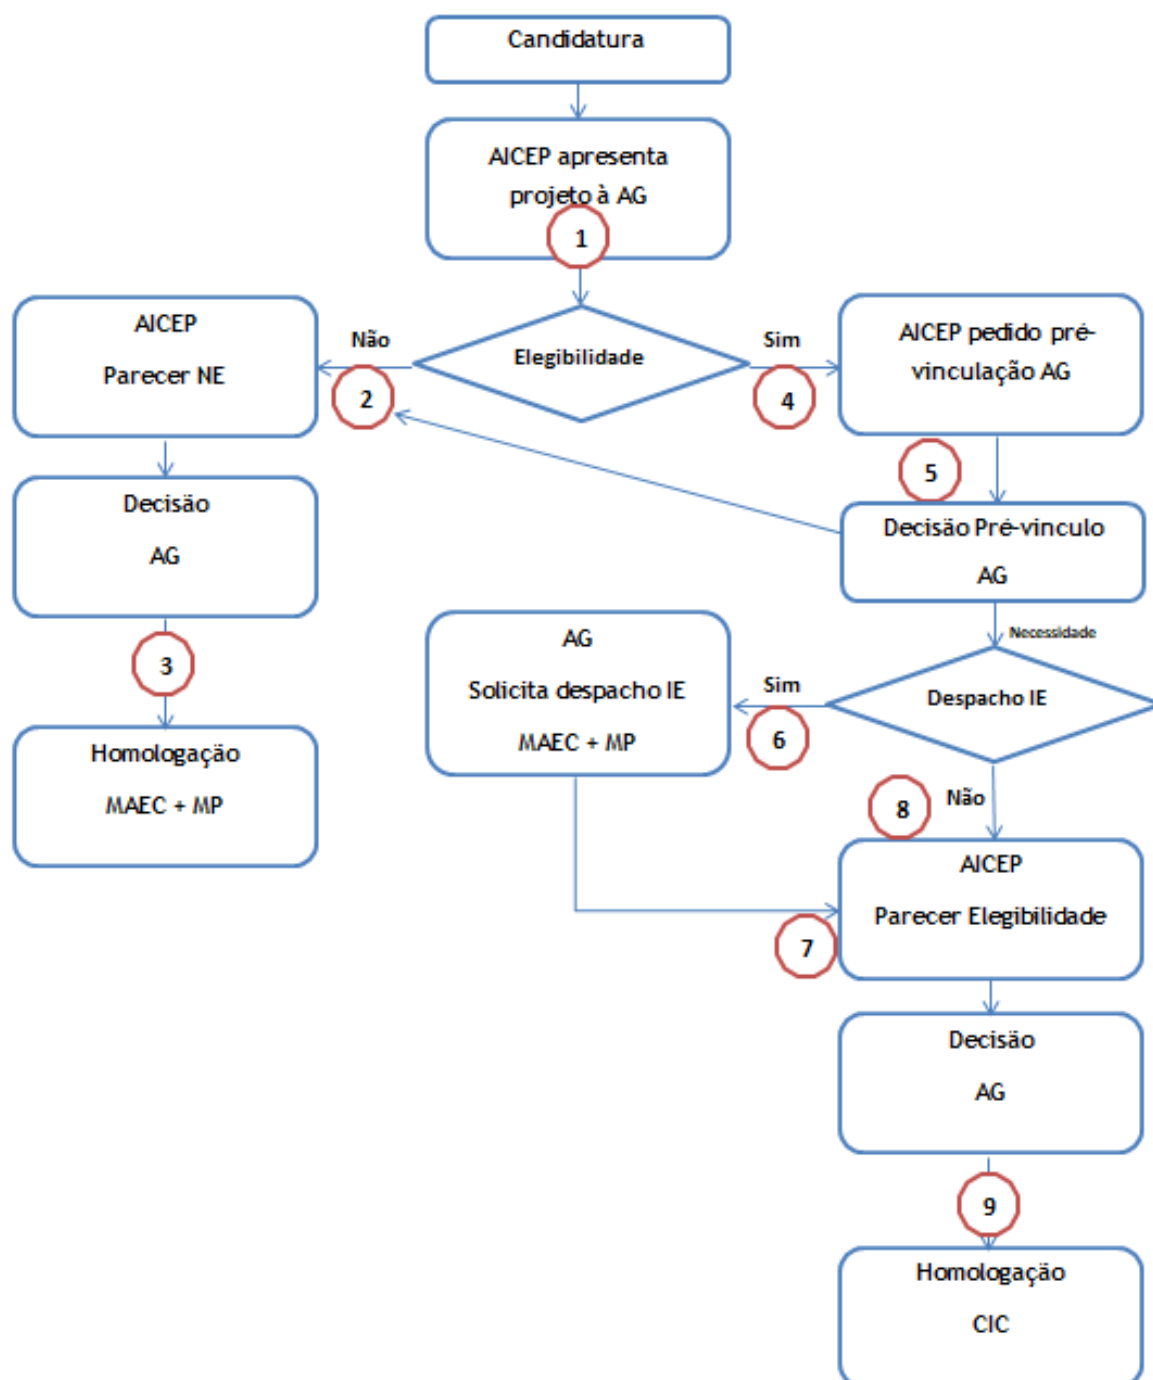 Candidatura
AICEP apresenta
projeto à AG
1
AICEP
Parecer NE
Não
Elegibilidade
Sim
AICEP pedido pré-
vinculação AG
2
4
5
Decisão
AG
Decisão Pré-vinculo
AG
Necessidade
3
AG
Solicita despacho IE
MAEC + MP
Sim
Despacho IE
6
Homologação
MAEC + MP
8
Não
AICEP
Parecer Elegibilidade
7
Decisão
AG
9
Homologação
CIC